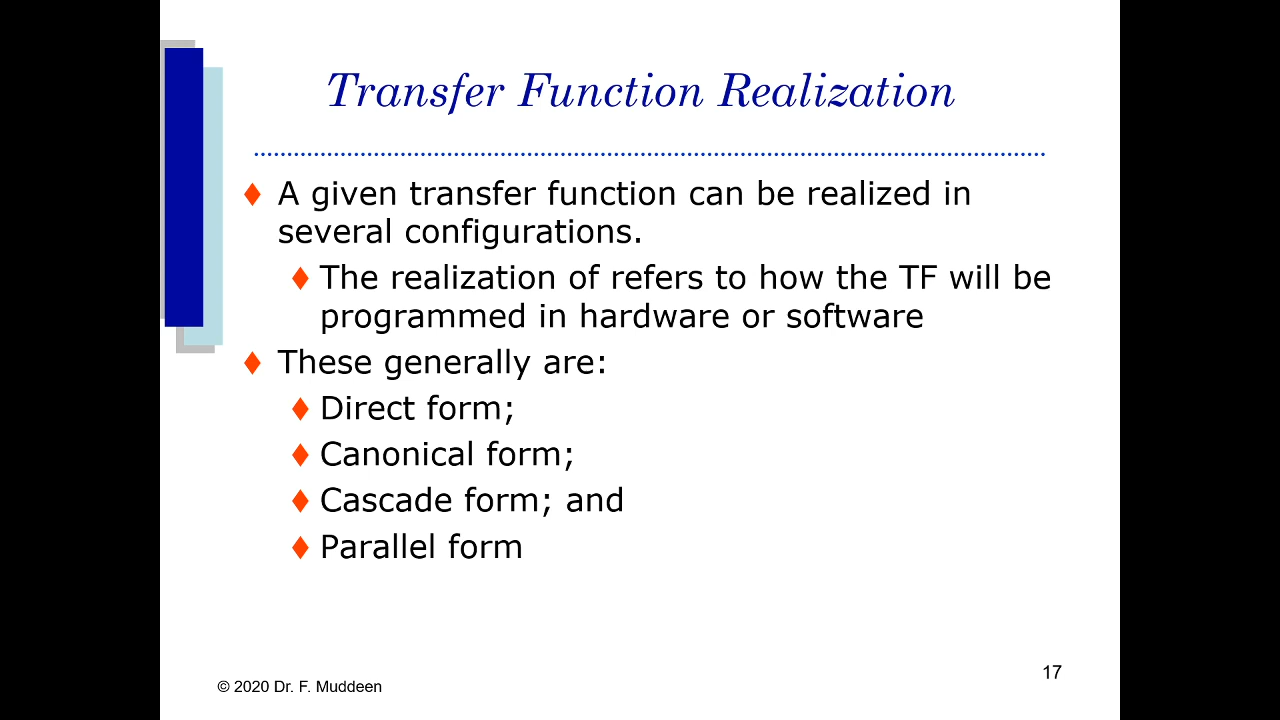 Transfer Function Realization
A given transfer function can be realized in
several configurations.
The realization of refers to how the TF will be
programmed in hardware or software
These generally are:
Direct form;
Canonical form;
Cascade form; and
Parallel form
17
© 2020 Dr. F. Muddeen